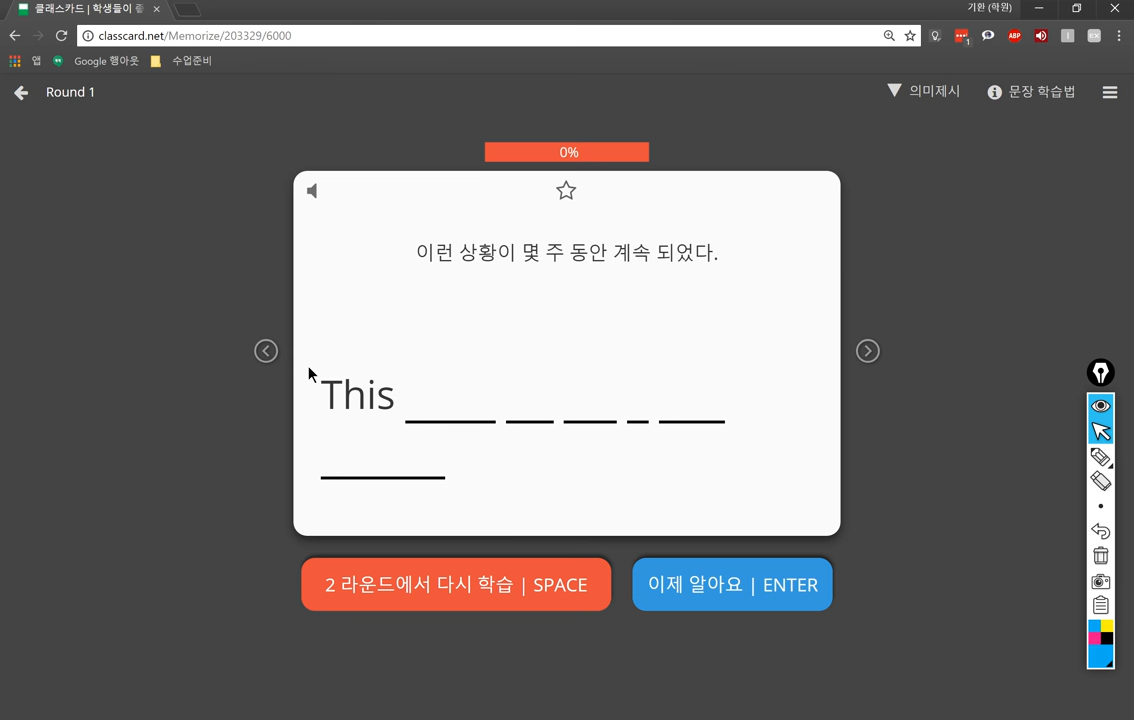 클래스카드 | 학생들이 즐
기환 (학원)
classcard.net/Memorize/203329/6000
1
ABP
앱
Google 행아웃
수업준비
Round 1
의미제시
문장 학습법
0%
이런 상황이 몇 주 동안 계속 되었다.
This
2 라운드에서 다시 학습 | SPACE
이제 알아요 | ENTER